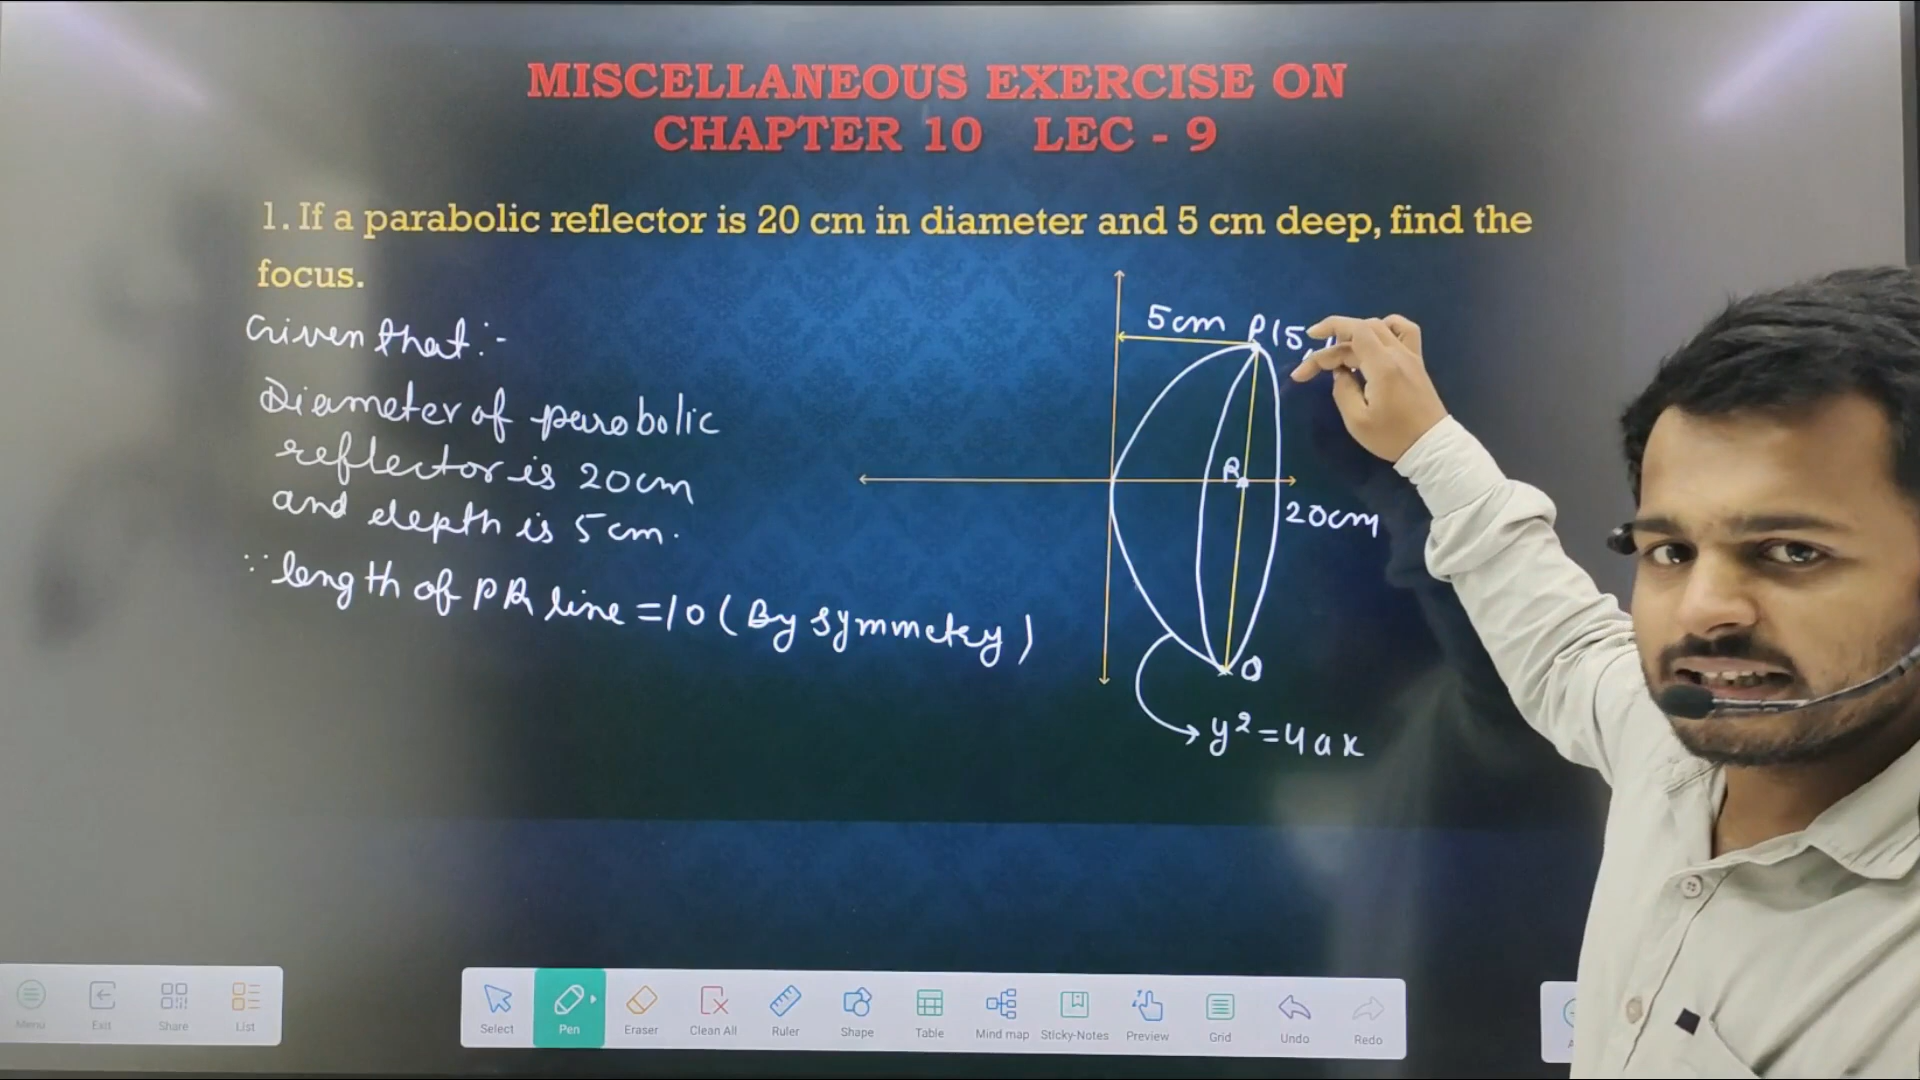 MISCELLANEOUS EXERCISE ON
CHAPTER 10 LEC - 9
1. If a parabolic reflector is 20 cm in diameter and 5 cm deep, find the
focus.
Given that :-
Diameter of parabolic
reflector is 20cm
and depth is 5cm.
∵ length of PR line = 10 (By symmetry)
5cm P(5,
R
20cm
Q
y² = 4ax
Menu
Exit
Share
List
Select
Pen
Eraser
Clean All
Ruler
Shape
Table
Mind map
Sticky-Notes
Preview
Grid
Undo
Redo